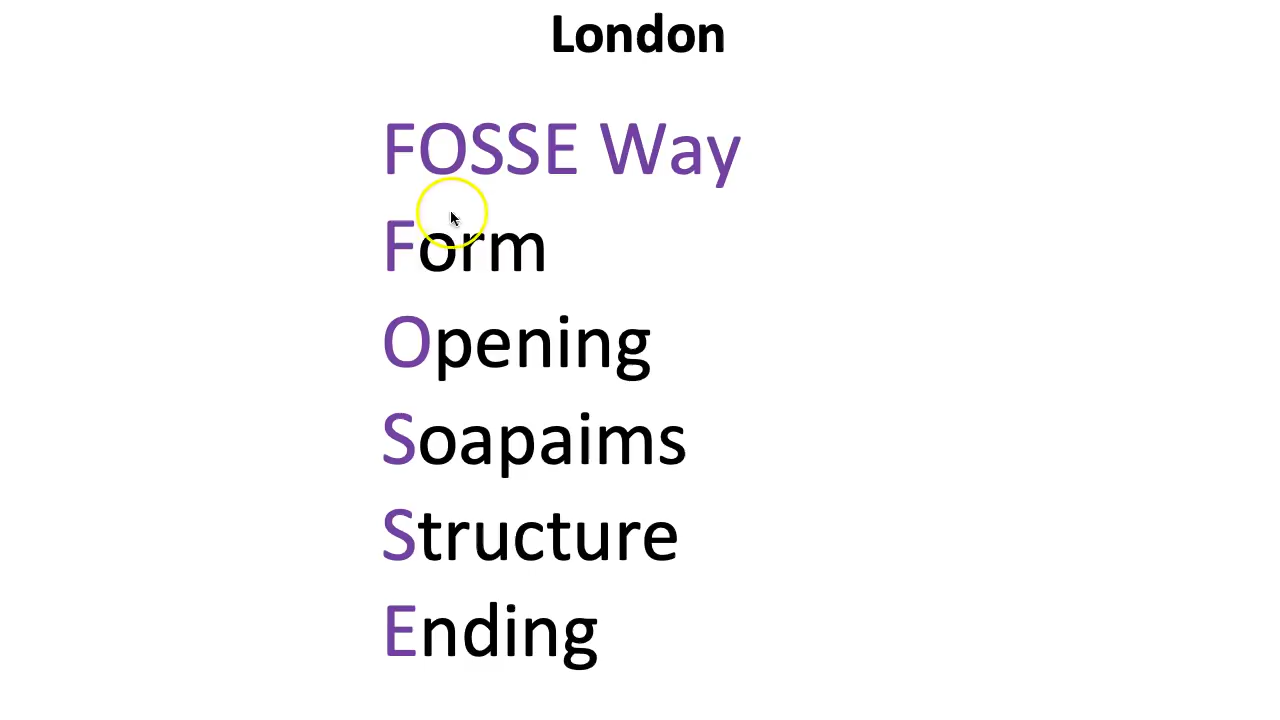 London
FOSSE Way
Form
Opening
Soapaims
Structure
Ending